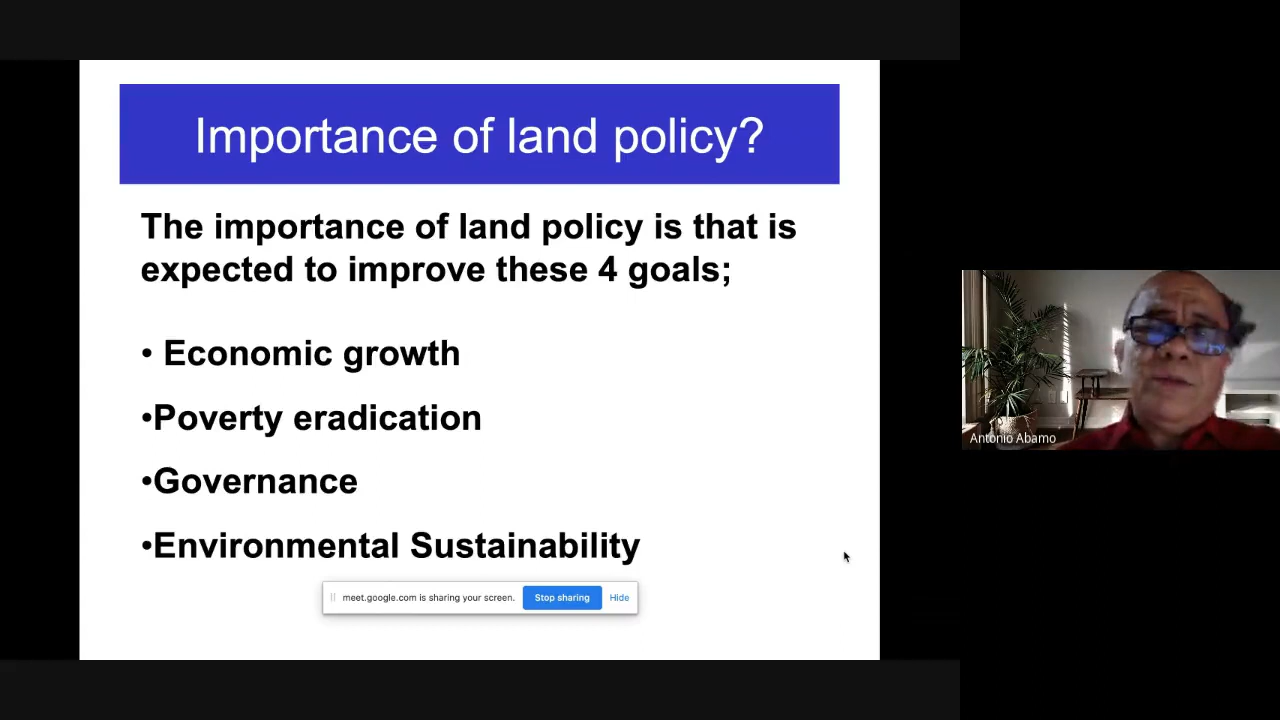 Importance of land policy?
The importance of land policy is that is
expected to improve these 4 goals;
• Economic growth
•Poverty eradication
•Governance
•Environmental Sustainability
meet.google.com is sharing your screen. Stop sharing Hide
Antonio Abamo